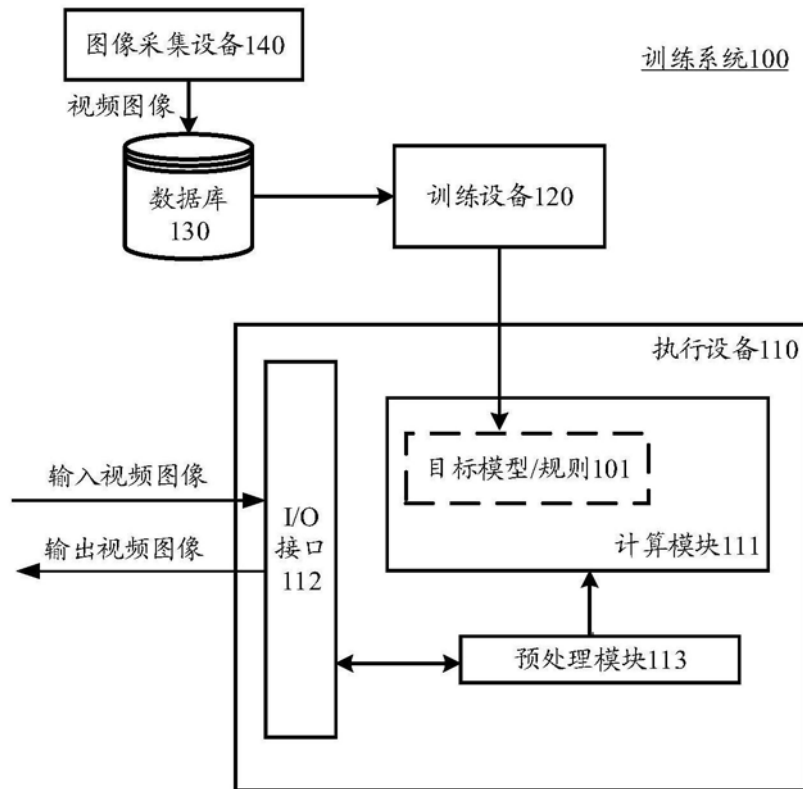 图像采集设备140
训练系统100
视频图像
数据库
130
训练设备120
执行设备110
目标模型/规则101
输入视频图像
I/O
接口
112
输出视频图像
计算模块111
预处理模块113